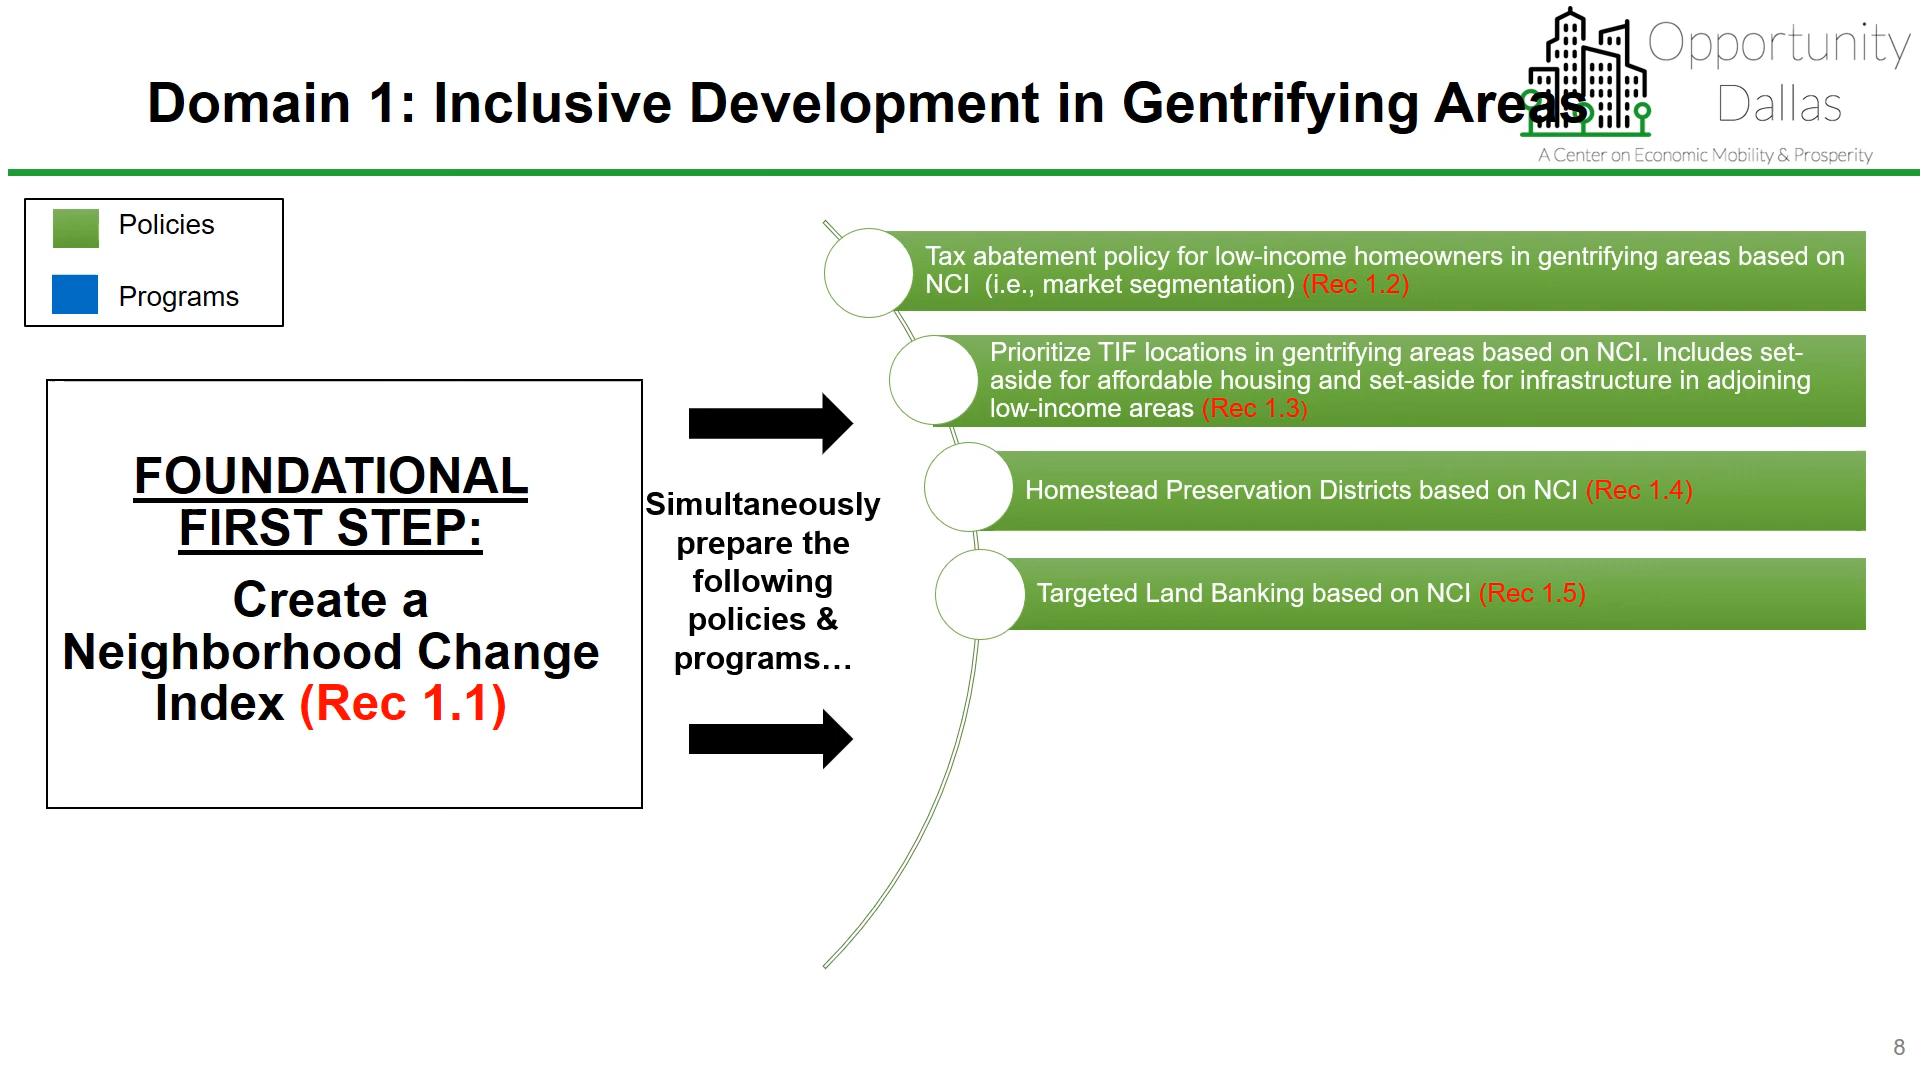 Domain 1: Inclusive Development in Gentrifying Areas
Opportunity
Dallas
A Center on Economic Mobility & Prosperity
Policies
Programs
FOUNDATIONAL
FIRST STEP:
Create a
Neighborhood Change
Index (Rec 1.1)
Simultaneously
prepare the
following
policies &
programs…
Tax abatement policy for low-income homeowners in gentrifying areas based on
NCI (i.e., market segmentation) (Rec 1.2)
Prioritize TIF locations in gentrifying areas based on NCI. Includes set-
aside for affordable housing and set-aside for infrastructure in adjoining
low-income areas (Rec 1.3)
Homestead Preservation Districts based on NCI (Rec 1.4)
Targeted Land Banking based on NCI (Rec 1.5)
8